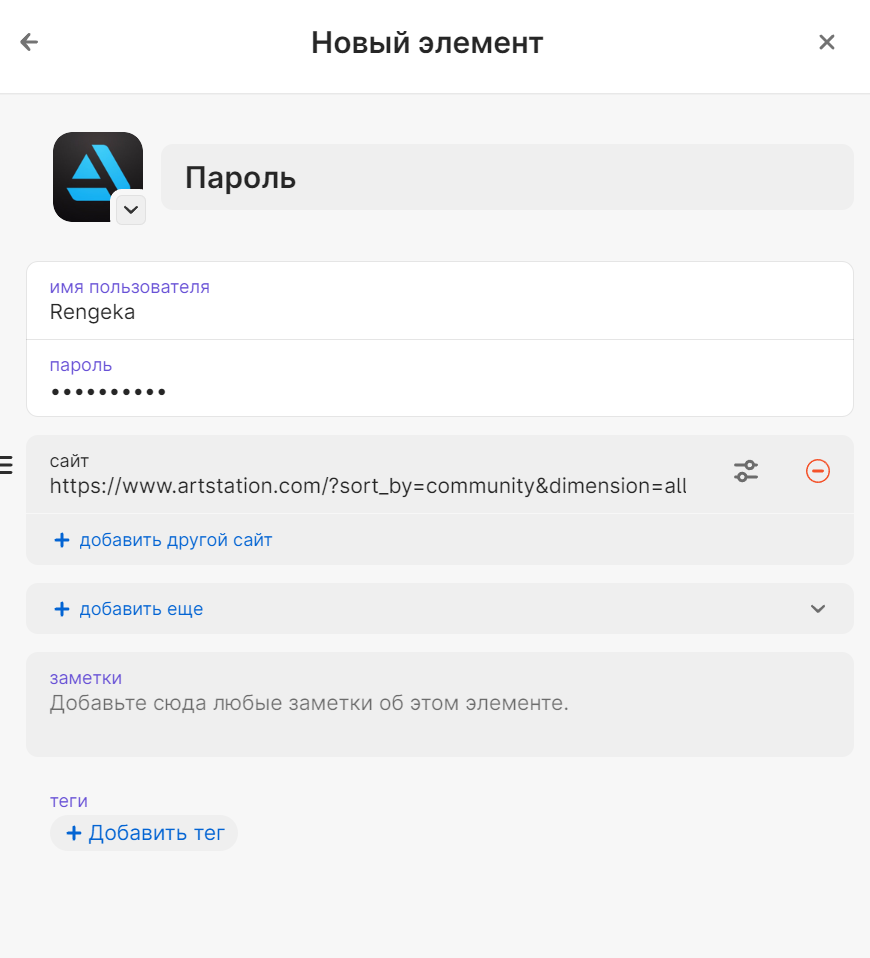 Новый элемент
Пароль
имя пользователя
Rengeka
пароль
••••••••••
сайт
https://www.artstation.com/?sort_by=community&dimension=all
+ добавить другой сайт
+ добавить еще
заметки
Добавьте сюда любые заметки об этом элементе.
теги
+ Добавить тег